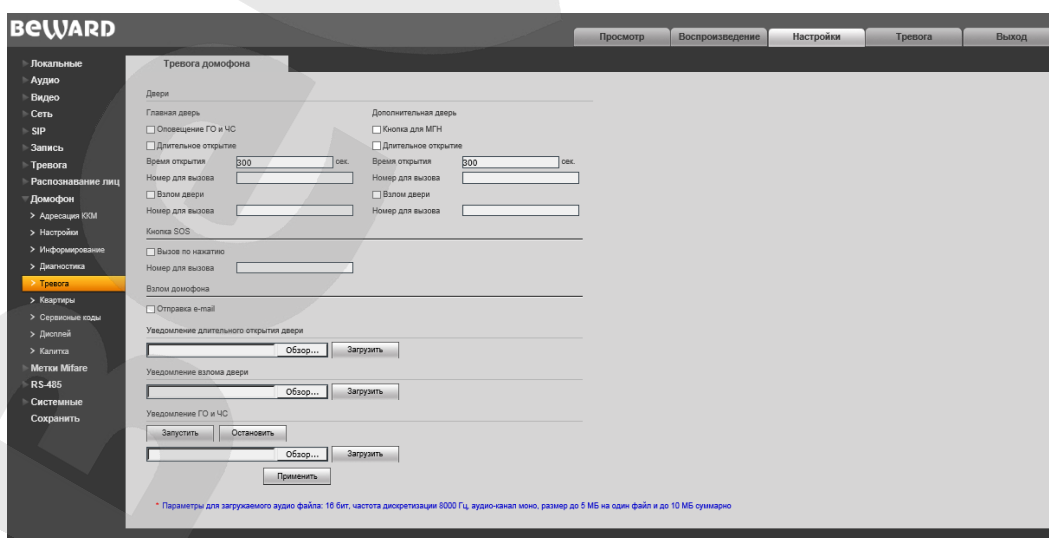 BEWARD
Просмотр Воспроизведение Настройки Тревога Выход
Локальные
Аудио
Видео
Сеть
SIP
Запись
Тревога
Распознавание лиц
Домофон
> Адресация ККМ
> Настройки
> Информирование
> Диагностика
> Тревога
> Квартиры
> Сервисные коды
> Дисплей
> Калитка
Метки Mifare
RS-485
Системные
Сохранить
Тревога домофона
Двери
Главная дверь Дополнительная дверь
Оповещение ГО и ЧС Кнопка для МГН
Длительное открытие Длительное открытие
Время открытия 300 сек. Время открытия 300 сек.
Номер для вызова Номер для вызова
Взлом двери Взлом двери
Номер для вызова Номер для вызова
Кнопка SOS
Вызов по нажатию
Номер для вызова
Взлом домофона
Отправка e-mail
Уведомление длительного открытия двери
Обзор... Загрузить
Уведомление взлома двери
Обзор... Загрузить
Уведомление ГО и ЧС
Запустить Остановить
Обзор... Загрузить
Применить
* Параметры для загружаемого аудио файла: 16 бит, частота дискретизации 8000 Гц, аудио-канал моно, размер до 5 МБ на один файл и до 10 МБ суммарно